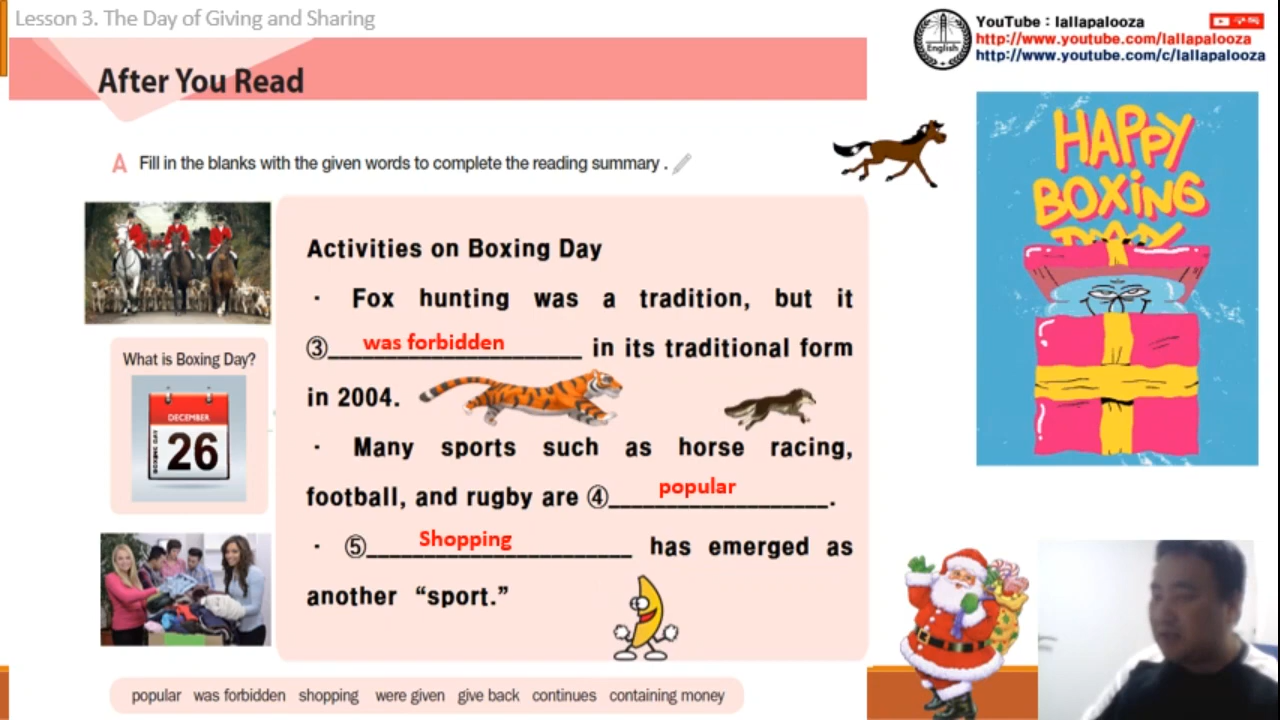 Lesson 3. The Day of Giving and Sharing
YouTube : lallapalooza
http://www.youtube.com/lallapalooza
http://www.youtube.com/c/lallapalooza
English
After You Read
A Fill in the blanks with the given words to complete the reading summary .
HAPPY
BOXING
DAY
Activities on Boxing Day
· Fox hunting was a tradition, but it
③ was forbidden in its traditional form
in 2004.
· Many sports such as horse racing,
football, and rugby are ④ popular .
· ⑤ Shopping has emerged as
another “sport.”
What is Boxing Day?
DECEMBER
BOXING DAY
26
popular was forbidden shopping were given give back continues containing money